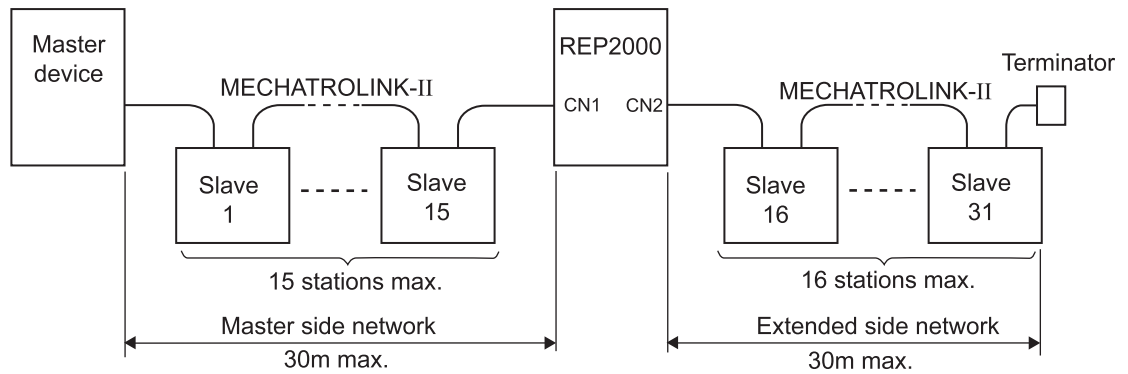 Master
device
MECHATROLINK-II
Slave
1
Slave
15
15 stations max.
Master side network
30m max.
REP2000
CN1 CN2
MECHATROLINK-II
Terminator
Slave
16
Slave
31
16 stations max.
Extended side network
30m max.